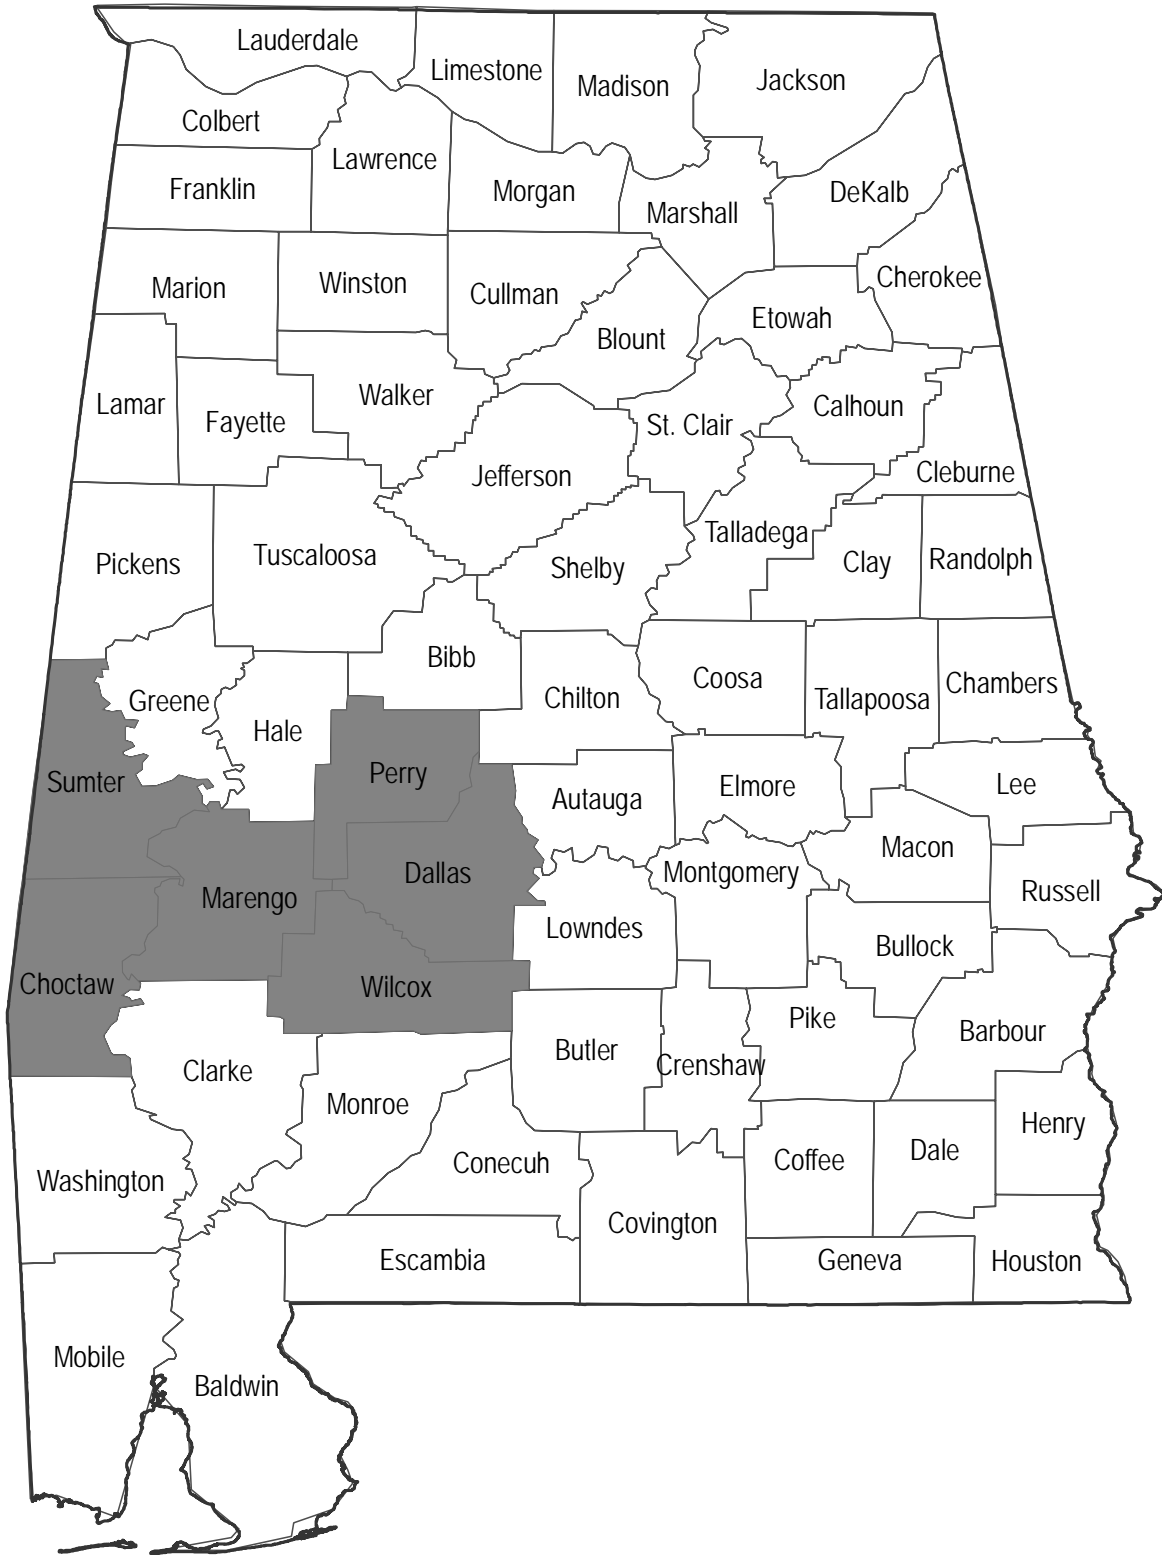 Lauderdale
Limestone
Madison
Jackson
Colbert
Lawrence
Franklin
Morgan
DeKalb
Marshall
Marion
Winston
Cullman
Cherokee
Etowah
Blount
Lamar
Walker
Fayette
St. Clair
Calhoun
Jefferson
Cleburne
Pickens
Tuscaloosa
Shelby
Talladega
Clay
Randolph
Bibb
Greene
Chilton
Coosa
Tallapoosa
Chambers
Hale
Sumter
Perry
Autauga
Elmore
Lee
Marengo
Dallas
Montgomery
Macon
Russell
Lowndes
Bullock
Choctaw
Wilcox
Pike
Barbour
Clarke
Butler
Crenshaw
Monroe
Henry
Washington
Conecuh
Coffee
Dale
Covington
Escambia
Geneva
Houston
Mobile
Baldwin